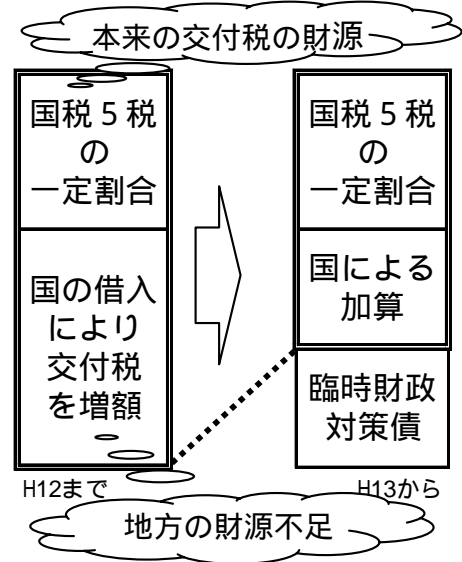 本来の交付税の財源
国税5税
の
一定割合
国の借入
により
交付税
を増額
国税5税
の
一定割合
国による
加算
臨時財政
対策債
H12まで
H13から
地方の財源不足